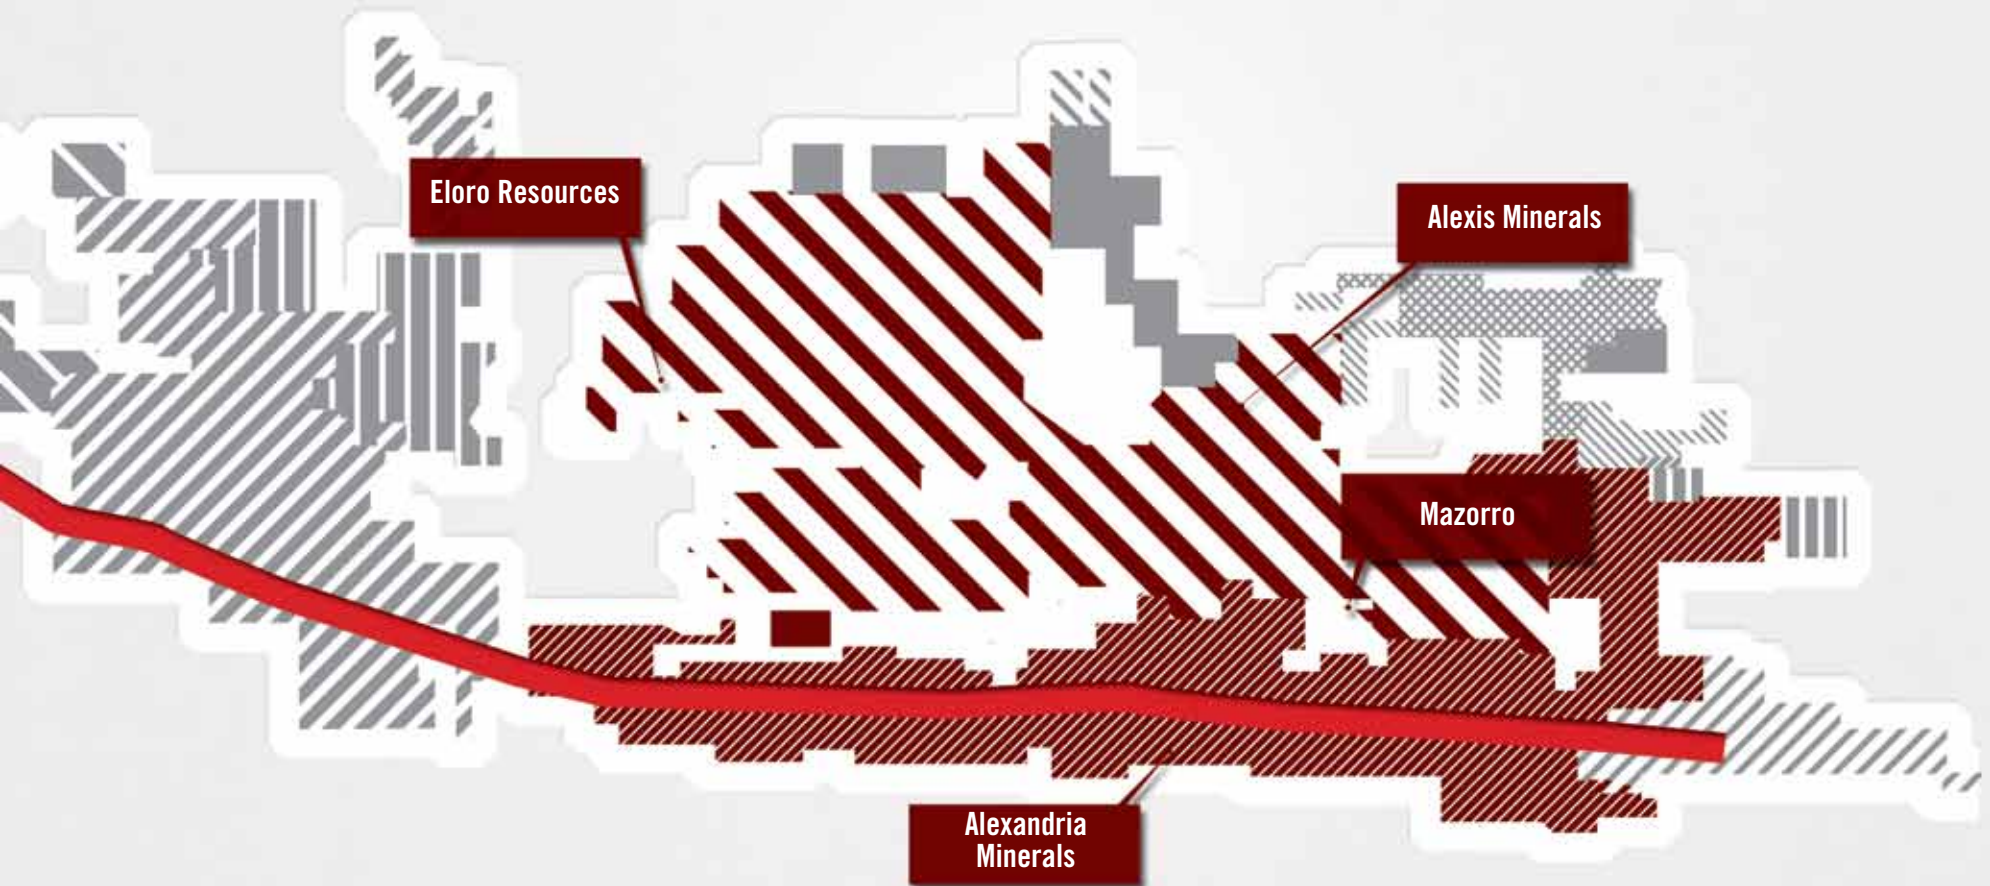 Eloro Resources
Alexis Minerals
Mazorro
Alexandria
Minerals